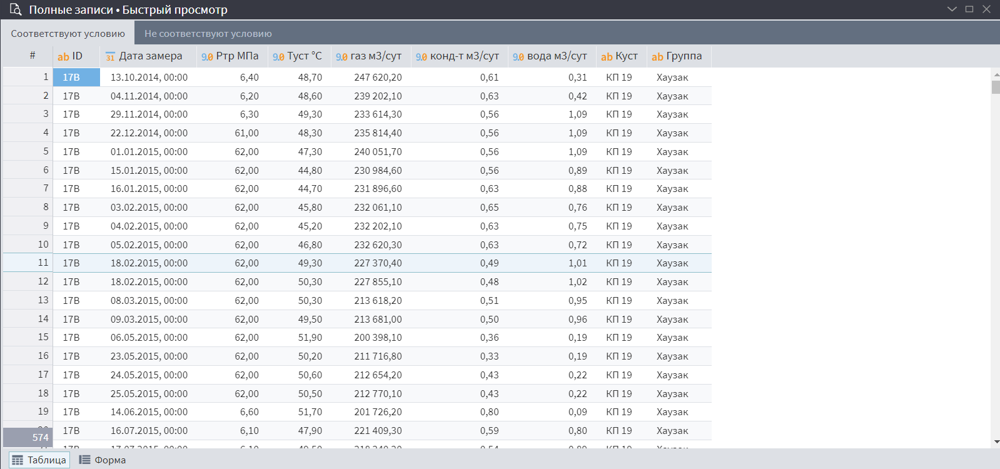 Полные записи • Быстрый просмотр
Соответствуют условию Не соответствуют условию
# ab ID 31 Дата замера 9.0 Ртр МПа 9.0 Туст °С 9.0 газ м3/сут 9.0 конд-т м3/сут 9.0 вода м3/сут ab Куст ab Группа
1 17В 13.10.2014, 00:00 6,40 48,70 247 620,20 0,61 0,31 КП 19 Хаузак
2 17В 04.11.2014, 00:00 6,20 48,60 239 202,10 0,63 0,42 КП 19 Хаузак
3 17В 29.11.2014, 00:00 6,30 49,30 233 614,30 0,56 1,09 КП 19 Хаузак
4 17В 22.12.2014, 00:00 61,00 48,30 235 814,40 0,56 1,09 КП 19 Хаузак
5 17В 01.01.2015, 00:00 62,00 47,30 240 051,70 0,56 1,09 КП 19 Хаузак
6 17В 15.01.2015, 00:00 62,00 44,80 230 984,60 0,56 0,89 КП 19 Хаузак
7 17В 16.01.2015, 00:00 62,00 44,70 231 896,60 0,63 0,88 КП 19 Хаузак
8 17В 03.02.2015, 00:00 62,00 45,80 232 061,10 0,65 0,76 КП 19 Хаузак
9 17В 04.02.2015, 00:00 62,00 45,20 232 202,10 0,63 0,75 КП 19 Хаузак
10 17В 05.02.2015, 00:00 62,00 46,80 232 620,30 0,63 0,72 КП 19 Хаузак
11 17В 18.02.2015, 00:00 62,00 49,30 227 370,40 0,49 1,01 КП 19 Хаузак
12 17В 18.02.2015, 00:00 62,00 50,30 227 855,10 0,48 1,02 КП 19 Хаузак
13 17В 08.03.2015, 00:00 62,00 50,30 213 618,20 0,51 0,95 КП 19 Хаузак
14 17В 09.03.2015, 00:00 62,00 49,50 213 681,00 0,50 0,96 КП 19 Хаузак
15 17В 06.05.2015, 00:00 62,00 51,90 200 398,10 0,36 0,19 КП 19 Хаузак
16 17В 23.05.2015, 00:00 62,00 50,20 211 716,80 0,33 0,19 КП 19 Хаузак
17 17В 24.05.2015, 00:00 62,00 50,60 212 654,20 0,43 0,22 КП 19 Хаузак
18 17В 25.05.2015, 00:00 62,00 50,50 212 770,10 0,43 0,22 КП 19 Хаузак
19 17В 14.06.2015, 00:00 6,60 51,70 201 726,20 0,80 0,09 КП 19 Хаузак
17В 16.07.2015, 00:00 6,10 47,90 221 409,30 0,59 0,80 КП 19 Хаузак
574
Таблица Форма